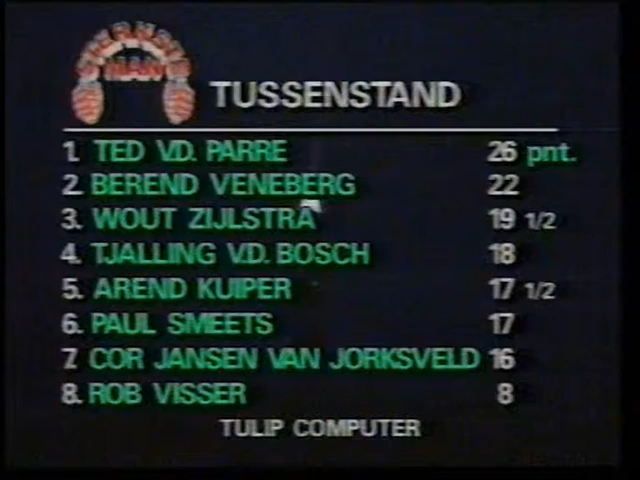 STERKSTE
MAN
TUSSENSTAND
1. TED V.D. PARRE 26 pnt.
2. BEREND VENEBERG 22
3. WOUT ZIJLSTRA 19 1/2
4. TJALLING V.D. BOSCH 18
5. AREND KUIPER 17 1/2
6. PAUL SMEETS 17
7. COR JANSEN VAN JORKSVELD 16
8. ROB VISSER 8
TULIP COMPUTER